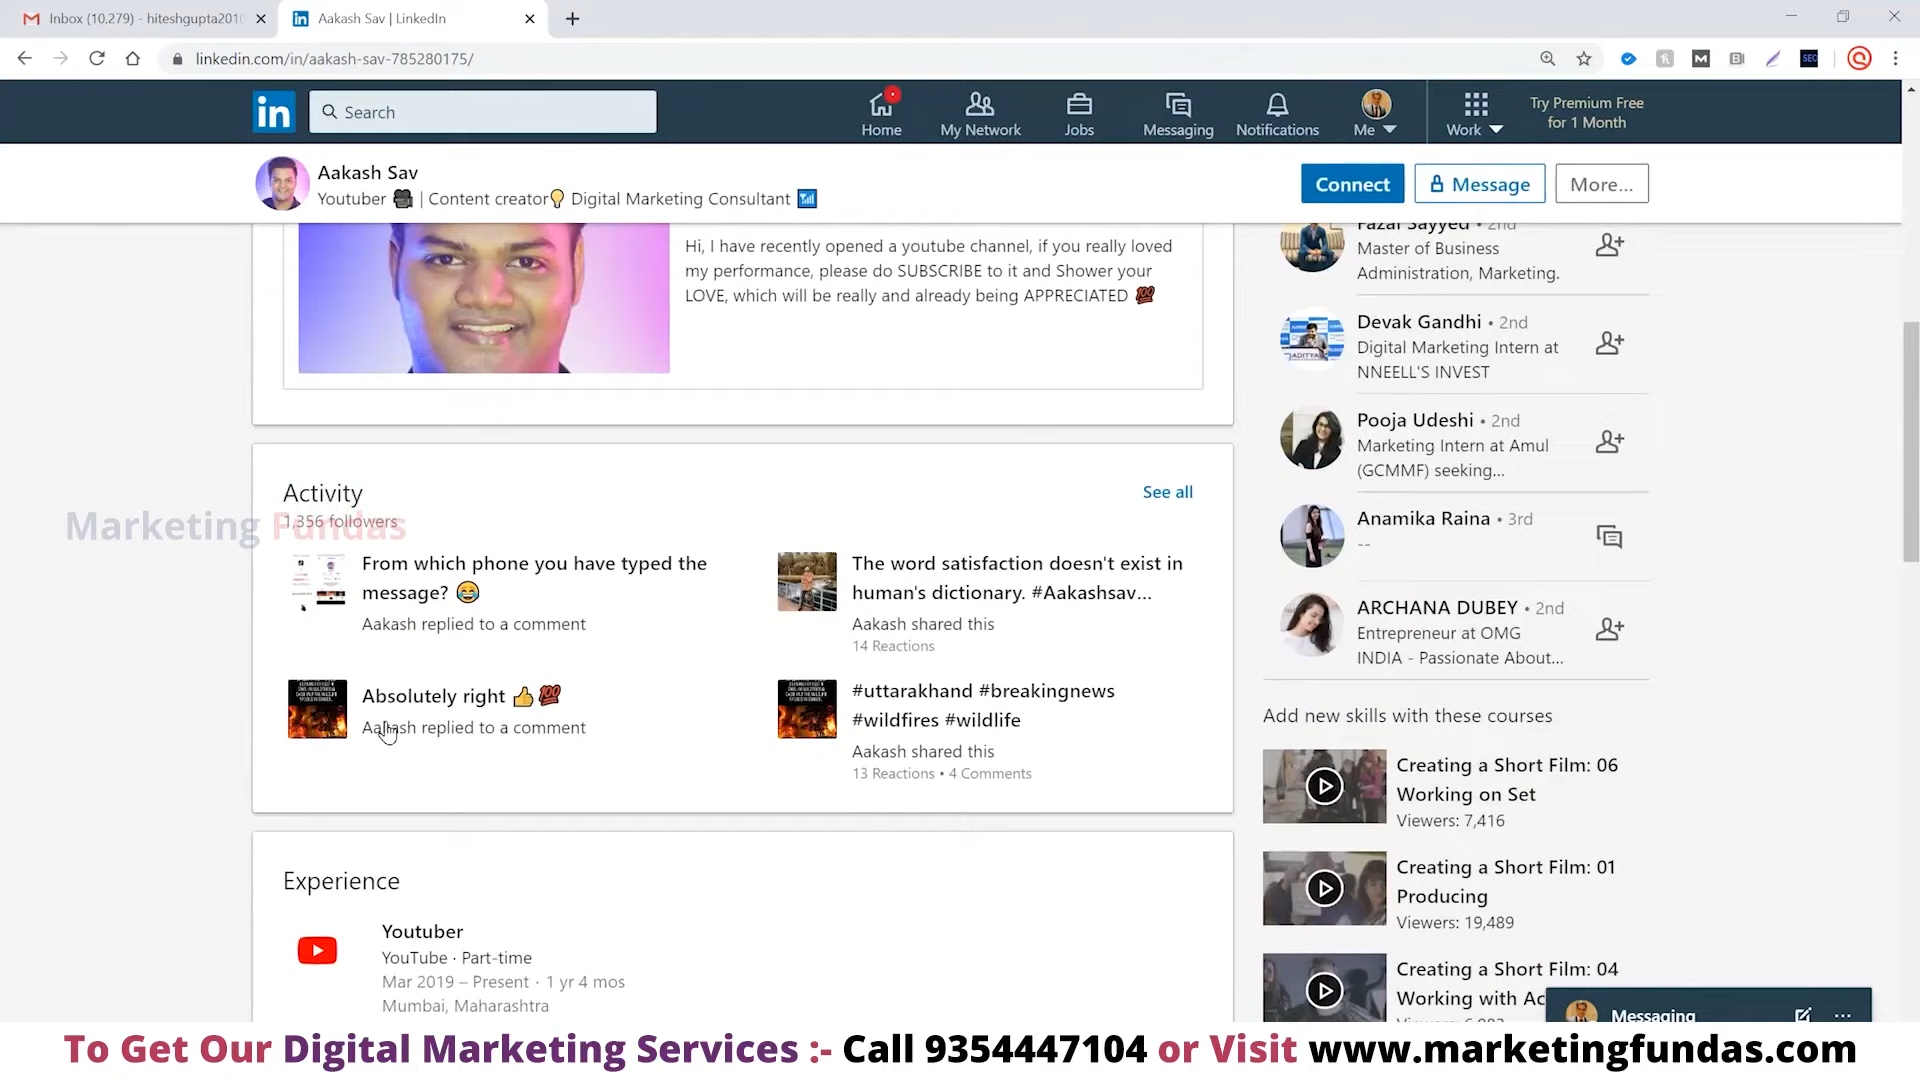 Inbox (10,279) - hiteshgupta2010
Aakash Sav | LinkedIn
linkedin.com/in/aakash-sav-785280175/
in
Search
Home
My Network
Jobs
Messaging
Notifications
Me
Work
Try Premium Free
for 1 Month
Aakash Sav
Youtuber 🎥 | Content creator💡 Digital Marketing Consultant 📶
Connect
Message
More...
Hi, I have recently opened a youtube channel, if you really loved
my performance, please do SUBSCRIBE to it and Shower your
LOVE, which will be really and already being APPRECIATED 💯
Activity
See all
1,356 followers
Marketing Fundas
From which phone you have typed the
message? 😂
Aakash replied to a comment
The word satisfaction doesn't exist in
human's dictionary. #Aakashsav...
Aakash shared this
14 Reactions
Absolutely right 👍💯
Aakash replied to a comment
#uttarakhand #breakingnews
#wildfires #wildlife
Aakash shared this
13 Reactions • 4 Comments
Experience
Youtuber
YouTube · Part-time
Mar 2019 – Present · 1 yr 4 mos
Mumbai, Maharashtra
Fazal Sayyed • 2nd
Master of Business
Administration, Marketing.
Devak Gandhi • 2nd
Digital Marketing Intern at
NNEELL'S INVEST
Pooja Udeshi • 2nd
Marketing Intern at Amul
(GCMMF) seeking...
Anamika Raina • 3rd
--
ARCHANA DUBEY • 2nd
Entrepreneur at OMG
INDIA - Passionate About...
Add new skills with these courses
Creating a Short Film: 06
Working on Set
Viewers: 7,416
Creating a Short Film: 01
Producing
Viewers: 19,489
Creating a Short Film: 04
Working with Ac
Messaging
To Get Our Digital Marketing Services :- Call 9354447104 or Visit www.marketingfundas.com